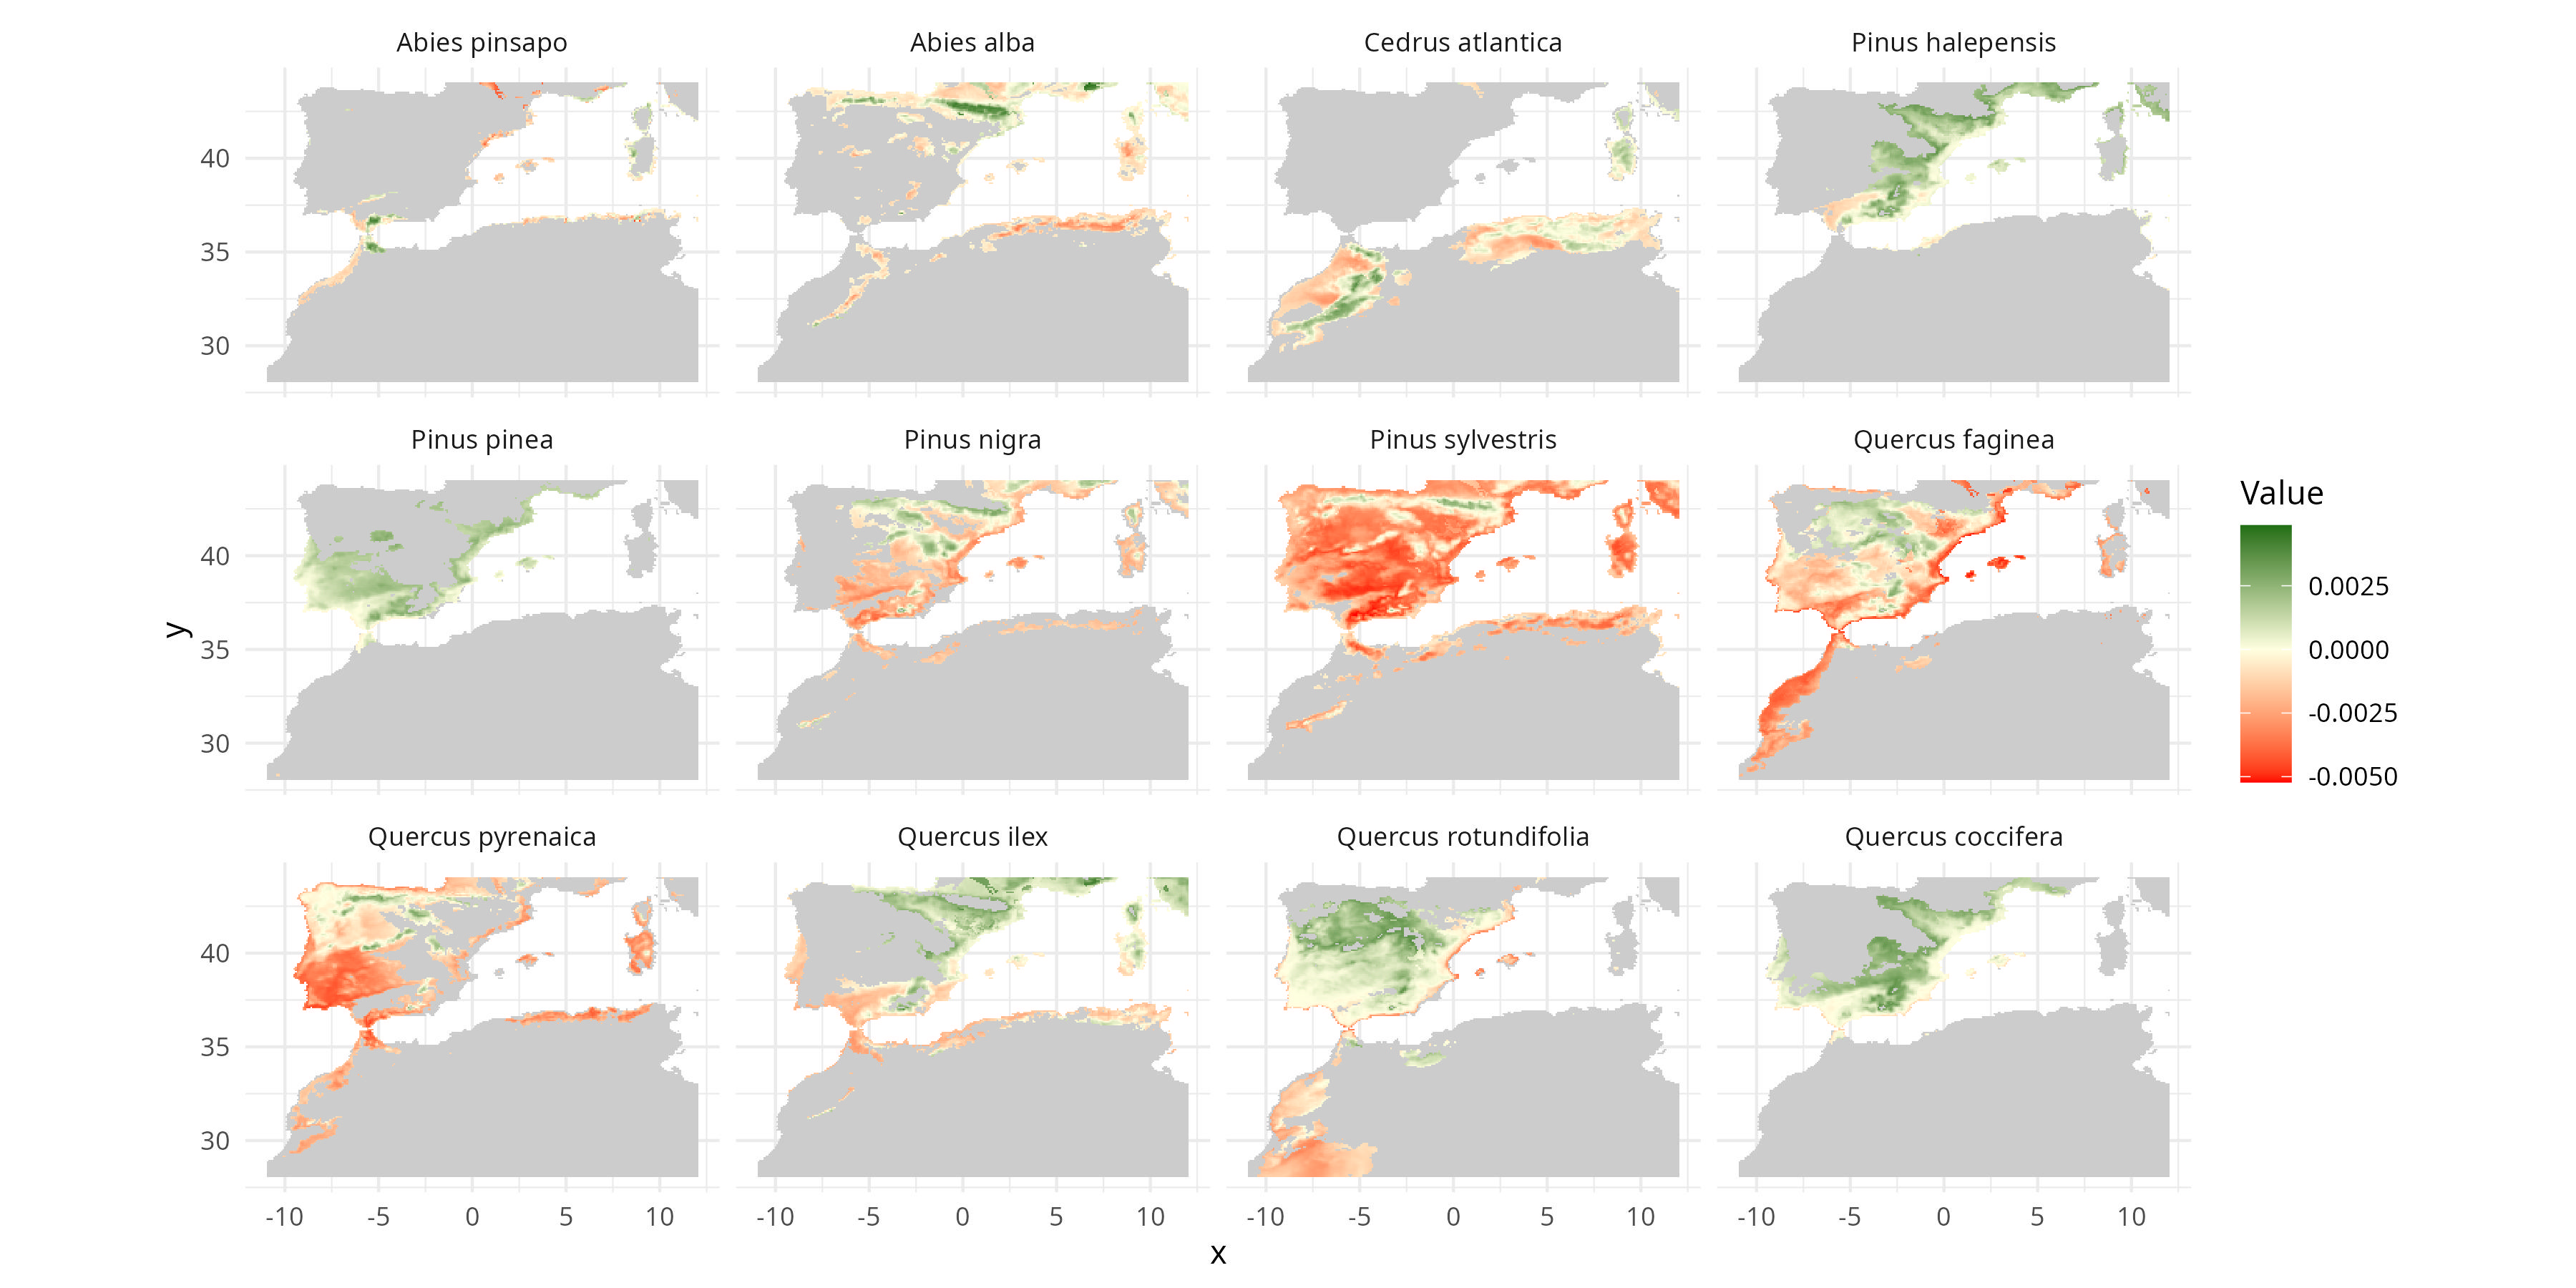 Abies pinsapo
Abies alba
Cedrus atlantica
Pinus halepensis
40
35
30
Pinus pinea
Pinus nigra
Pinus sylvestris
Quercus faginea
40
35
30
y
Value
0.0025
0.0000
-0.0025
-0.0050
Quercus pyrenaica
Quercus ilex
Quercus rotundifolia
Quercus coccifera
40
35
30
-10 -5 0 5 10
-10 -5 0 5 10
-10 -5 0 5 10
-10 -5 0 5 10
x